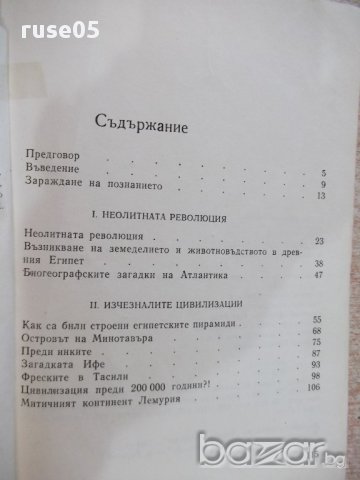 ruse05
Съдържание
Предговор . . . . . . . . 5
Въведение . . . . . . . . 9
Зараждане на познанието . . . . . 13
I. НЕОЛИТНАТА РЕВОЛЮЦИЯ
Неолитната революция . . . . . 23
Възникване на земеделието и животновъдството в древ-
ния Египет . . . . . . . . 38
Биогеографските загадки на Атлантика . . . 47
II. ИЗЧЕЗНАЛИТЕ ЦИВИЛИЗАЦИИ
Как са били строени египетските пирамиди . . . 55
Островът на Минотавъра . . . . . 68
Преди инките . . . . . . . 75
Загадката Ифе . . . . . . . 87
Фреските в Тасили . . . . . . 93
Цивилизация преди 200 000 години?! . . . 98
Митичният континент Лемурия . . . . 106
bazar.bg